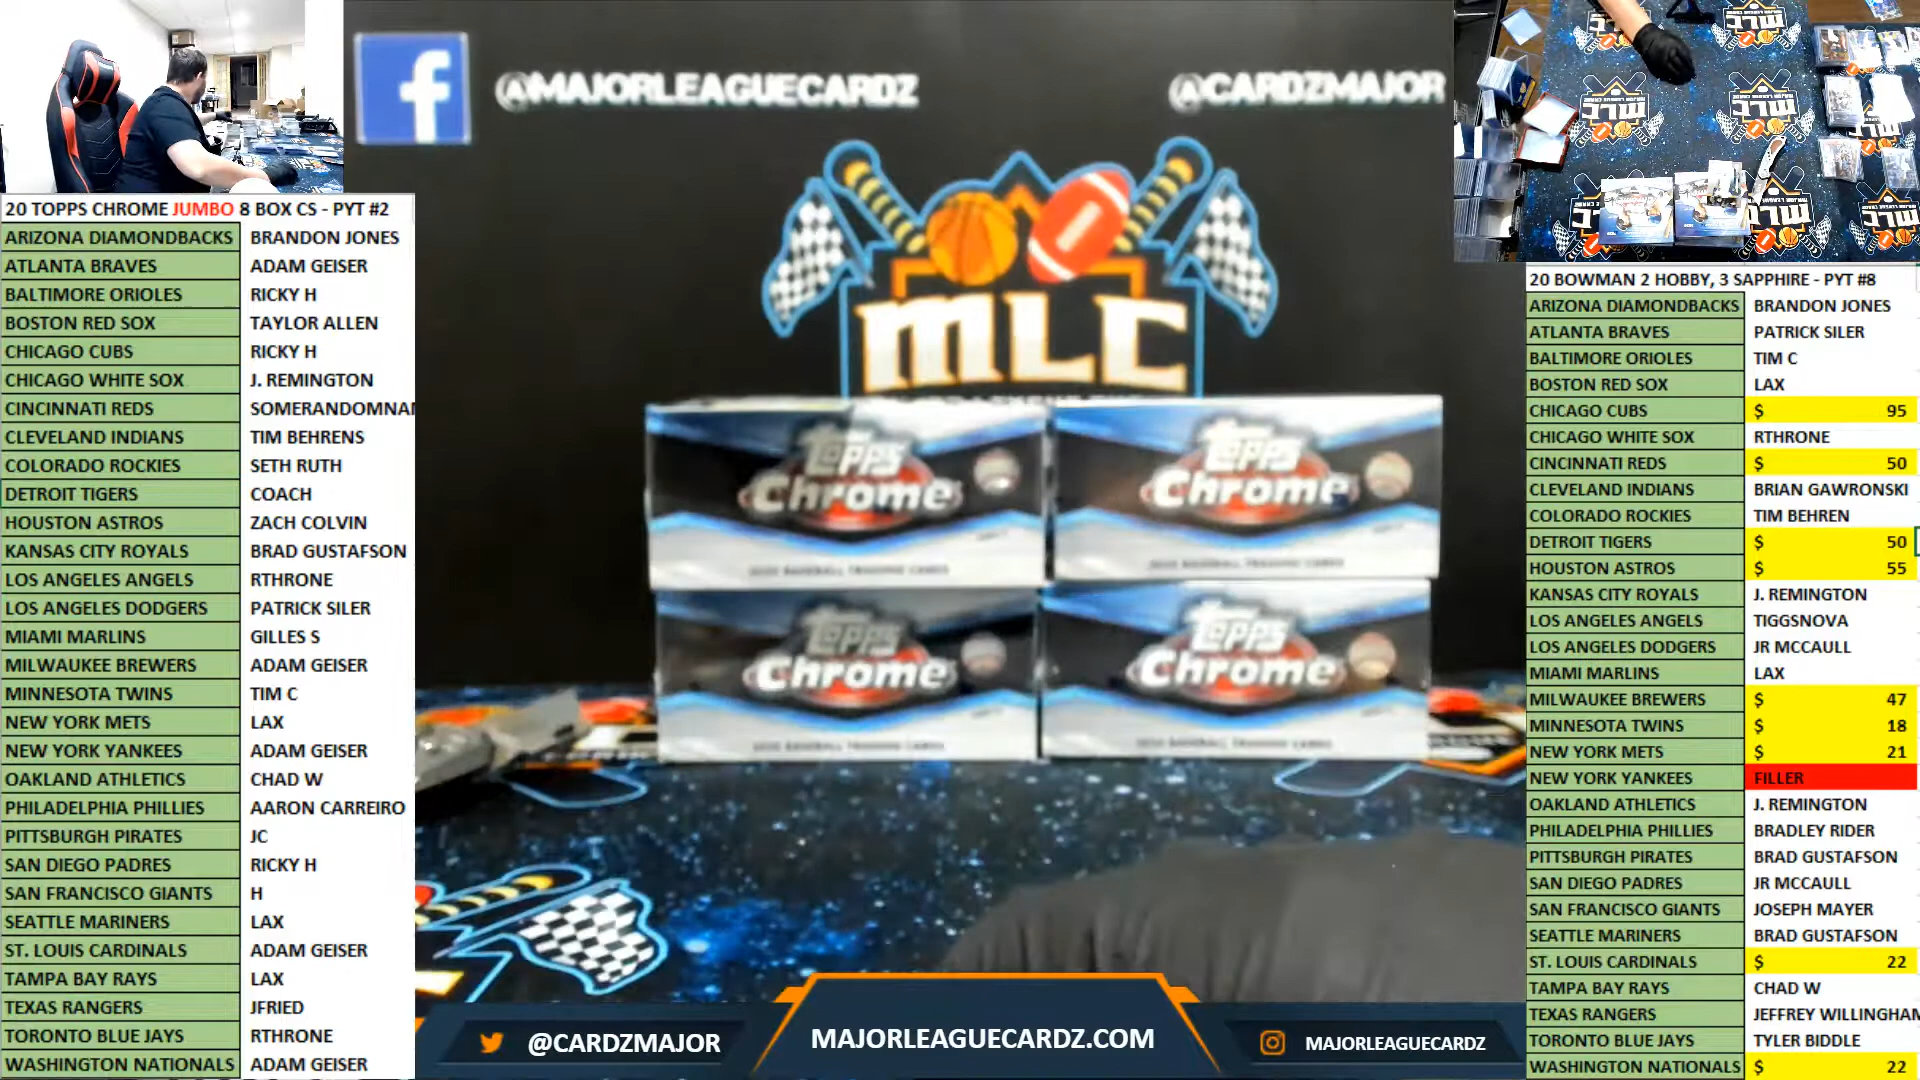 @MAJORLEAGUECARDZ
@CARDZMAJOR
MLC
Topps Chrome
Topps Chrome
Topps Chrome
Topps Chrome
20 TOPPS CHROME JUMBO 8 BOX CS - PYT #2
ARIZONA DIAMONDBACKS BRANDON JONES
ATLANTA BRAVES ADAM GEISER
BALTIMORE ORIOLES RICKY H
BOSTON RED SOX TAYLOR ALLEN
CHICAGO CUBS RICKY H
CHICAGO WHITE SOX J. REMINGTON
CINCINNATI REDS SOMERANDOMNA
CLEVELAND INDIANS TIM BEHRENS
COLORADO ROCKIES SETH RUTH
DETROIT TIGERS COACH
HOUSTON ASTROS ZACH COLVIN
KANSAS CITY ROYALS BRAD GUSTAFSON
LOS ANGELES ANGELS RTHRONE
LOS ANGELES DODGERS PATRICK SILER
MIAMI MARLINS GILLES S
MILWAUKEE BREWERS ADAM GEISER
MINNESOTA TWINS TIM C
NEW YORK METS LAX
NEW YORK YANKEES ADAM GEISER
OAKLAND ATHLETICS CHAD W
PHILADELPHIA PHILLIES AARON CARREIRO
PITTSBURGH PIRATES JC
SAN DIEGO PADRES RICKY H
SAN FRANCISCO GIANTS H
SEATTLE MARINERS LAX
ST. LOUIS CARDINALS ADAM GEISER
TAMPA BAY RAYS LAX
TEXAS RANGERS JFRIED
TORONTO BLUE JAYS RTHRONE
WASHINGTON NATIONALS ADAM GEISER
20 BOWMAN 2 HOBBY, 3 SAPPHIRE - PYT #8
ARIZONA DIAMONDBACKS BRANDON JONES
ATLANTA BRAVES PATRICK SILER
BALTIMORE ORIOLES TIM C
BOSTON RED SOX LAX
CHICAGO CUBS $ 95
CHICAGO WHITE SOX RTHRONE
CINCINNATI REDS $ 50
CLEVELAND INDIANS BRIAN GAWRONSKI
COLORADO ROCKIES TIM BEHREN
DETROIT TIGERS $ 50
HOUSTON ASTROS $ 55
KANSAS CITY ROYALS J. REMINGTON
LOS ANGELES ANGELS TIGGSNOVA
LOS ANGELES DODGERS JR MCCAULL
MIAMI MARLINS LAX
MILWAUKEE BREWERS $ 47
MINNESOTA TWINS $ 18
NEW YORK METS $ 21
NEW YORK YANKEES FILLER
OAKLAND ATHLETICS J. REMINGTON
PHILADELPHIA PHILLIES BRADLEY RIDER
PITTSBURGH PIRATES BRAD GUSTAFSON
SAN DIEGO PADRES JR MCCAULL
SAN FRANCISCO GIANTS JOSEPH MAYER
SEATTLE MARINERS BRAD GUSTAFSON
ST. LOUIS CARDINALS $ 22
TAMPA BAY RAYS CHAD W
TEXAS RANGERS JEFFREY WILLINGHAM
TORONTO BLUE JAYS TYLER BIDDLE
WASHINGTON NATIONALS $ 22
@CARDZMAJOR
MAJORLEAGUECARDZ.COM
MAJORLEAGUECARDZ